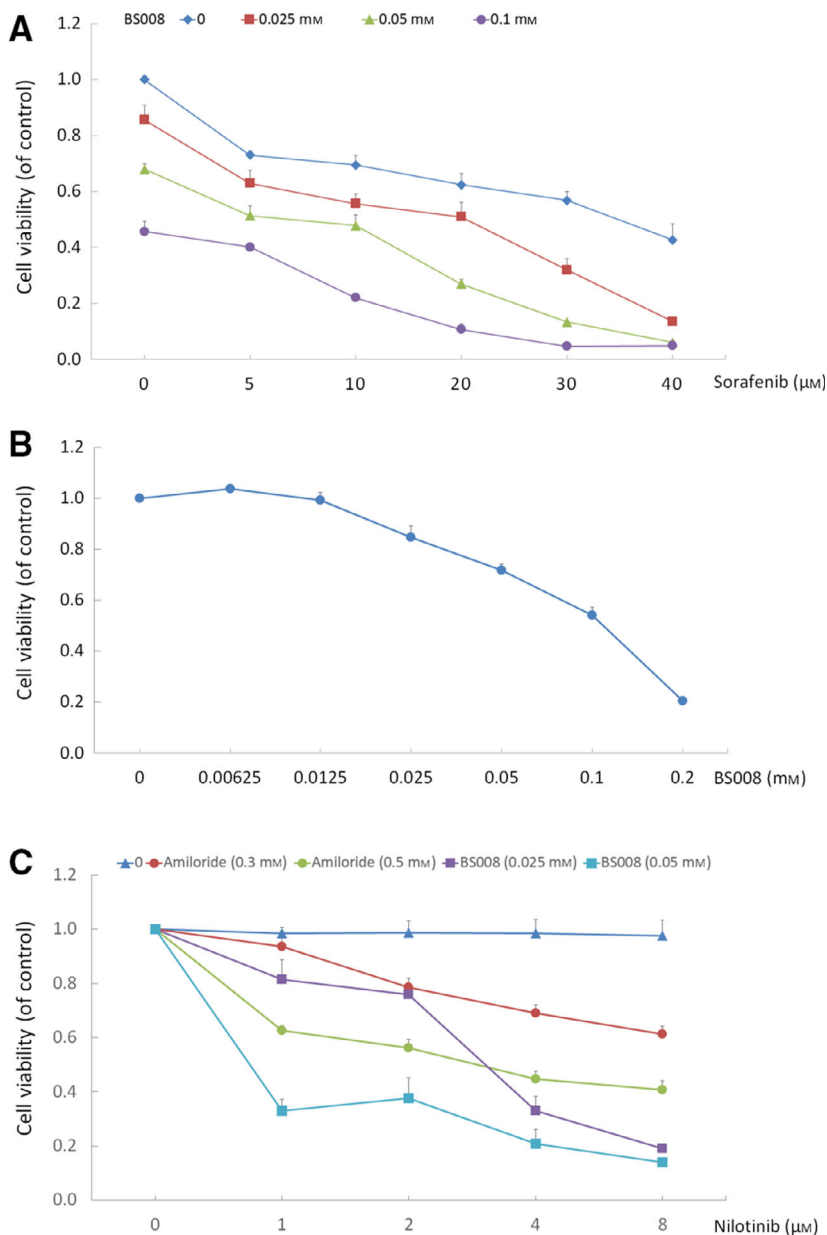 A
BS008 0 0.025 mM 0.05 mM 0.1 mM
Cell viability (of control)
1.2
1.0
0.8
0.6
0.4
0.2
0.0
0 5 10 20 30 40 Sorafenib (μM)
B
Cell viability (of control)
1.2
1.0
0.8
0.6
0.4
0.2
0.0
0 0.00625 0.0125 0.025 0.05 0.1 0.2 BS008 (mM)
C
0 Amiloride (0.3 mM) Amiloride (0.5 mM) BS008 (0.025 mM) BS008 (0.05 mM)
Cell viability (of control)
1.2
1.0
0.8
0.6
0.4
0.2
0.0
0 1 2 4 8 Nilotinib (μM)